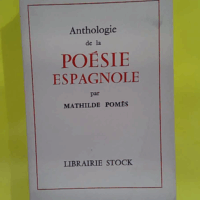 Anthologie
de la
POÉSIE
ESPAGNOLE
par
MATHILDE POMÈS
LIBRAIRIE STOCK